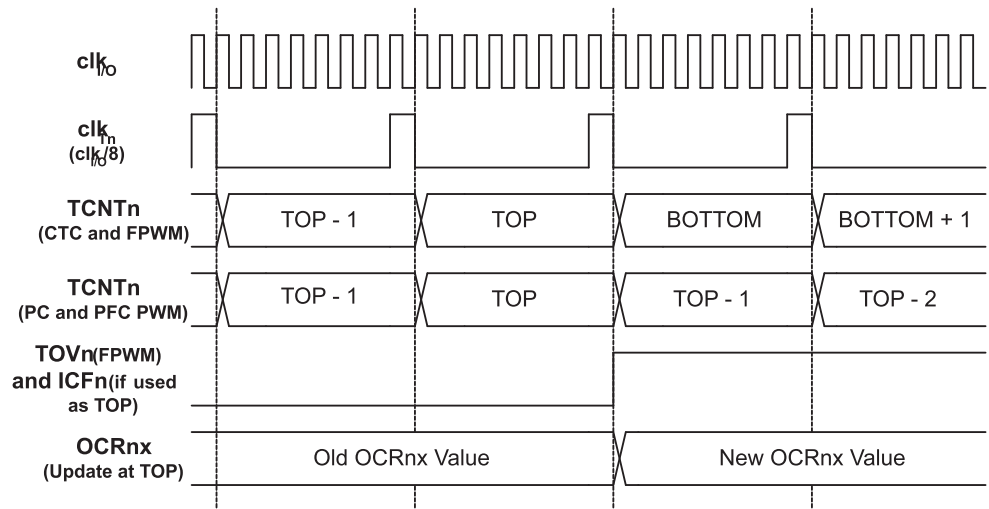 clkI/O
clkTn
(clkI/O/8)
TCNTn
(CTC and FPWM)
TOP - 1
TOP
BOTTOM
BOTTOM + 1
TCNTn
(PC and PFC PWM)
TOP - 1
TOP
TOP - 1
TOP - 2
TOVn(FPWM)
and ICFn(if used
as TOP)
OCRnx
(Update at TOP)
Old OCRnx Value
New OCRnx Value